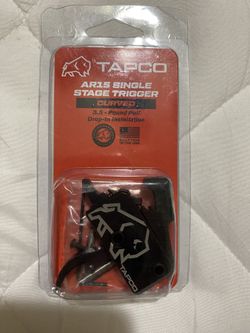 TAPCO
AR15 SINGLE
STAGE TRIGGER
CURVED
3.5 - Pound Pull
Drop-In Installation
TAPCO